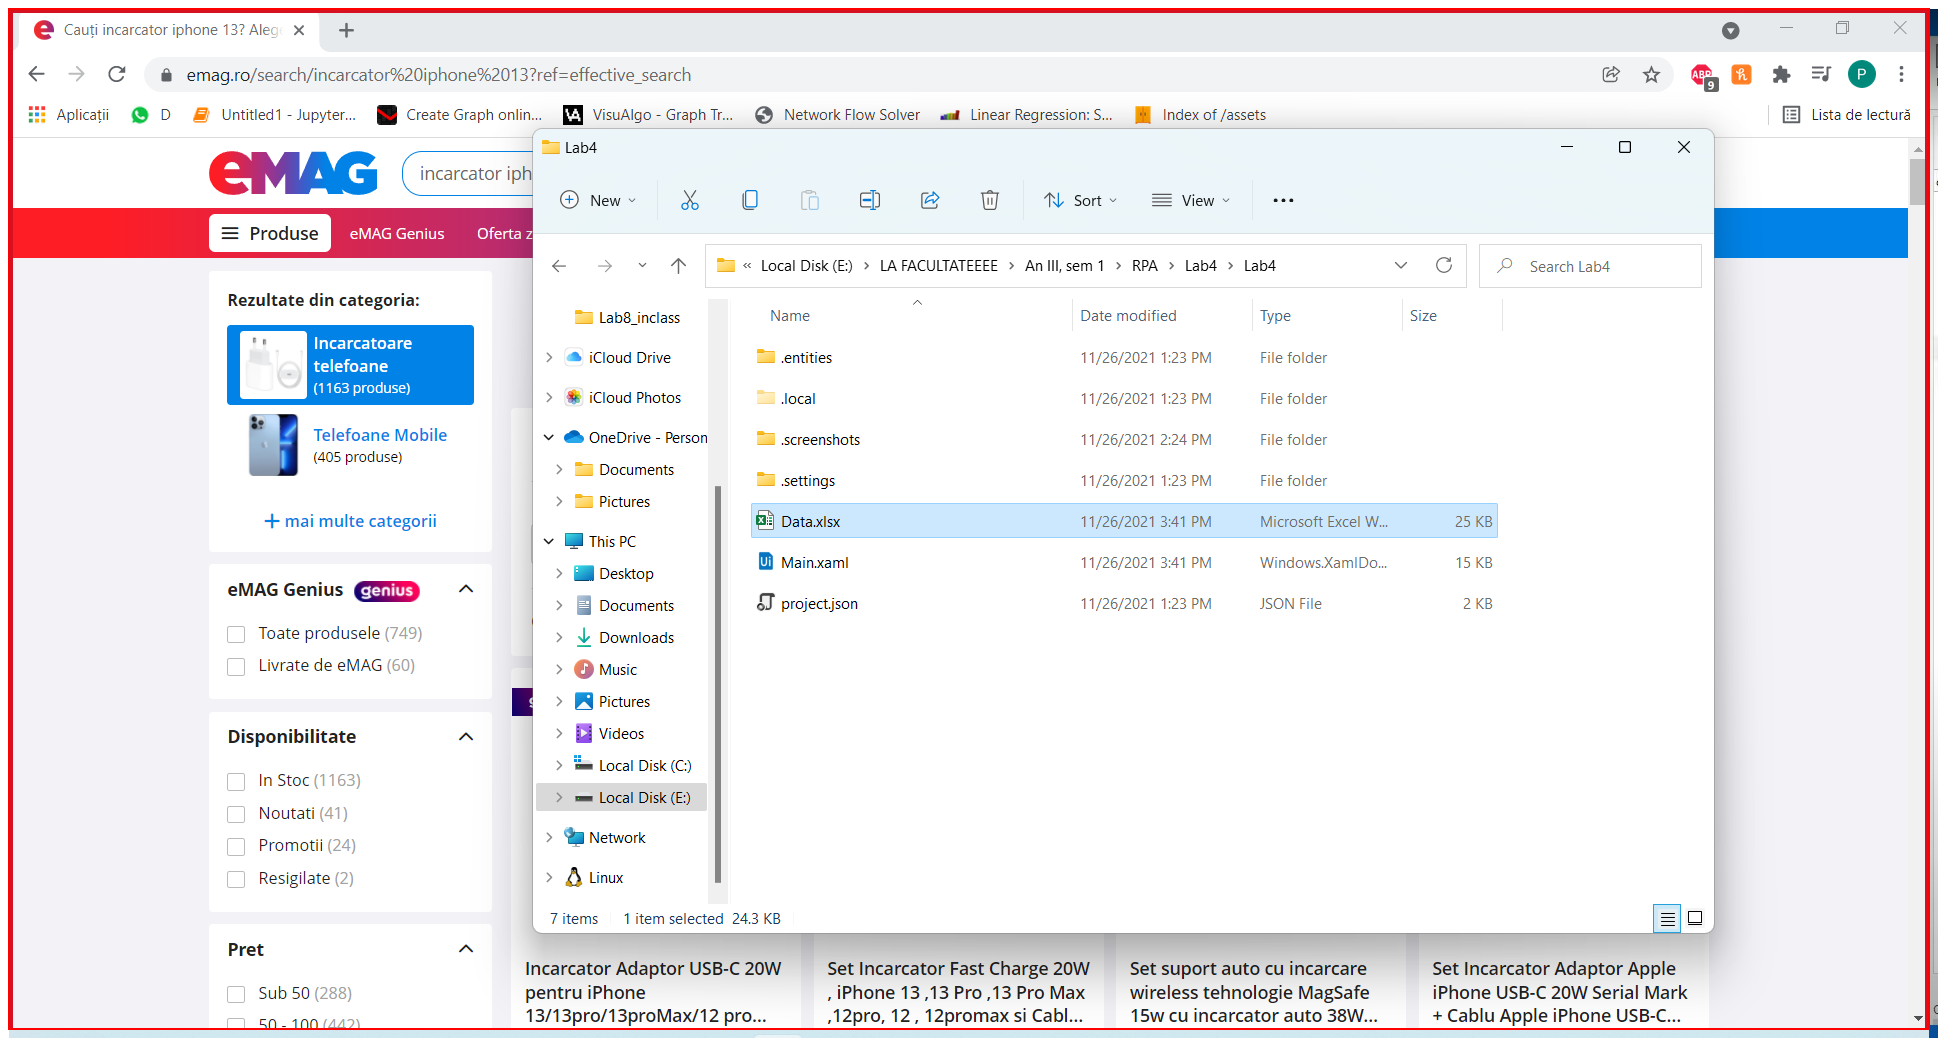 Cauți incarcator iphone 13? Aleg
emag.ro/search/incarcator%20iphone%2013?ref=effective_search
ABP
9
P
Aplicații
D
Untitled1 - Jupyter...
Create Graph onlin...
VisuAlgo - Graph Tr...
Network Flow Solver
Linear Regression: S...
Index of /assets
Lista de lectură
eMAG
incarcator iph
Produse
eMAG Genius
Oferta z
Rezultate din categoria:
Incarcatoare
telefoane
(1163 produse)
Telefoane Mobile
(405 produse)
+ mai multe categorii
eMAG Genius genius
Toate produsele (749)
Livrate de eMAG (60)
Disponibilitate
In Stoc (1163)
Noutati (41)
Promotii (24)
Resigilate (2)
Pret
Sub 50 (288)
50 - 100 (442)
Lab4
New
Sort
View
Local Disk (E:) › LA FACULTATEEEE › An III, sem 1 › RPA › Lab4 › Lab4
Search Lab4
Lab8_inclass
iCloud Drive
iCloud Photos
OneDrive - Person
Documents
Pictures
This PC
Desktop
Documents
Downloads
Music
Pictures
Videos
Local Disk (C:)
Local Disk (E:)
Network
Linux
Name Date modified Type Size
.entities 11/26/2021 1:23 PM File folder
.local 11/26/2021 1:23 PM File folder
.screenshots 11/26/2021 2:24 PM File folder
.settings 11/26/2021 1:23 PM File folder
Data.xlsx 11/26/2021 3:41 PM Microsoft Excel W... 25 KB
Main.xaml 11/26/2021 3:41 PM Windows.XamlDo... 15 KB
project.json 11/26/2021 1:23 PM JSON File 2 KB
7 items 1 item selected 24.3 KB
Incarcator Adaptor USB-C 20W
pentru iPhone
13/13pro/13proMax/12 pro...
Set Incarcator Fast Charge 20W
, iPhone 13 ,13 Pro ,13 Pro Max
,12pro, 12 , 12promax si Cabl...
Set suport auto cu incarcare
wireless tehnologie MagSafe
15w cu incarcator auto 38W...
Set Incarcator Adaptor Apple
iPhone USB-C 20W Serial Mark
+ Cablu Apple iPhone USB-C...